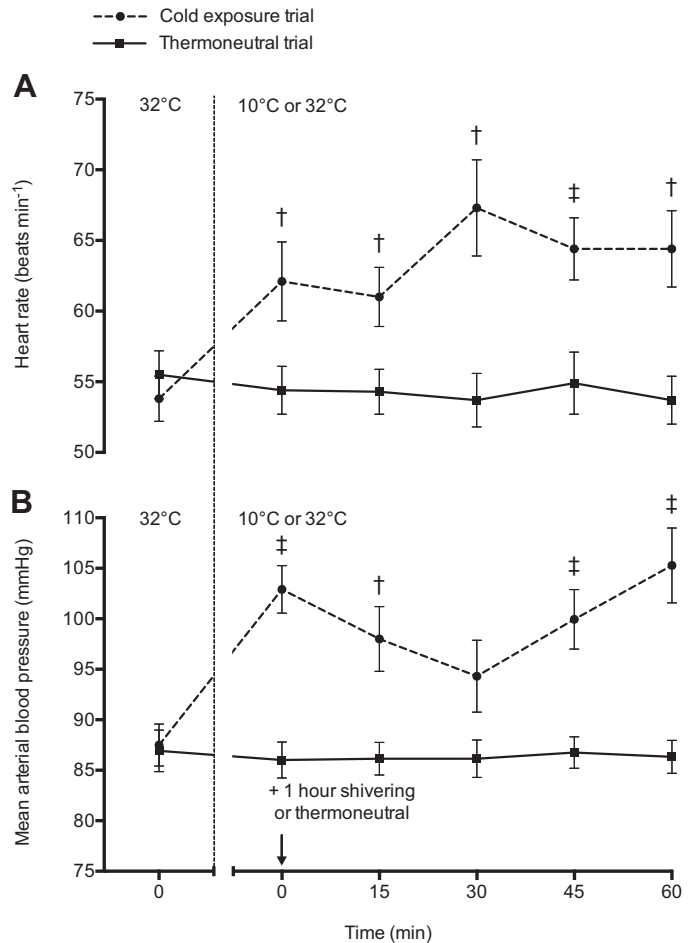 Cold exposure trial
Thermoneutral trial
A
32°C
10°C or 32°C
75
70
65
60
55
50
Heart rate (beats min⁻¹)
†
†
†
‡
†
B
32°C
10°C or 32°C
110
105
100
95
90
85
80
75
Mean arterial blood pressure (mmHg)
‡
†
‡
‡
+ 1 hour shivering
or thermoneutral
0
0
15
30
45
60
Time (min)